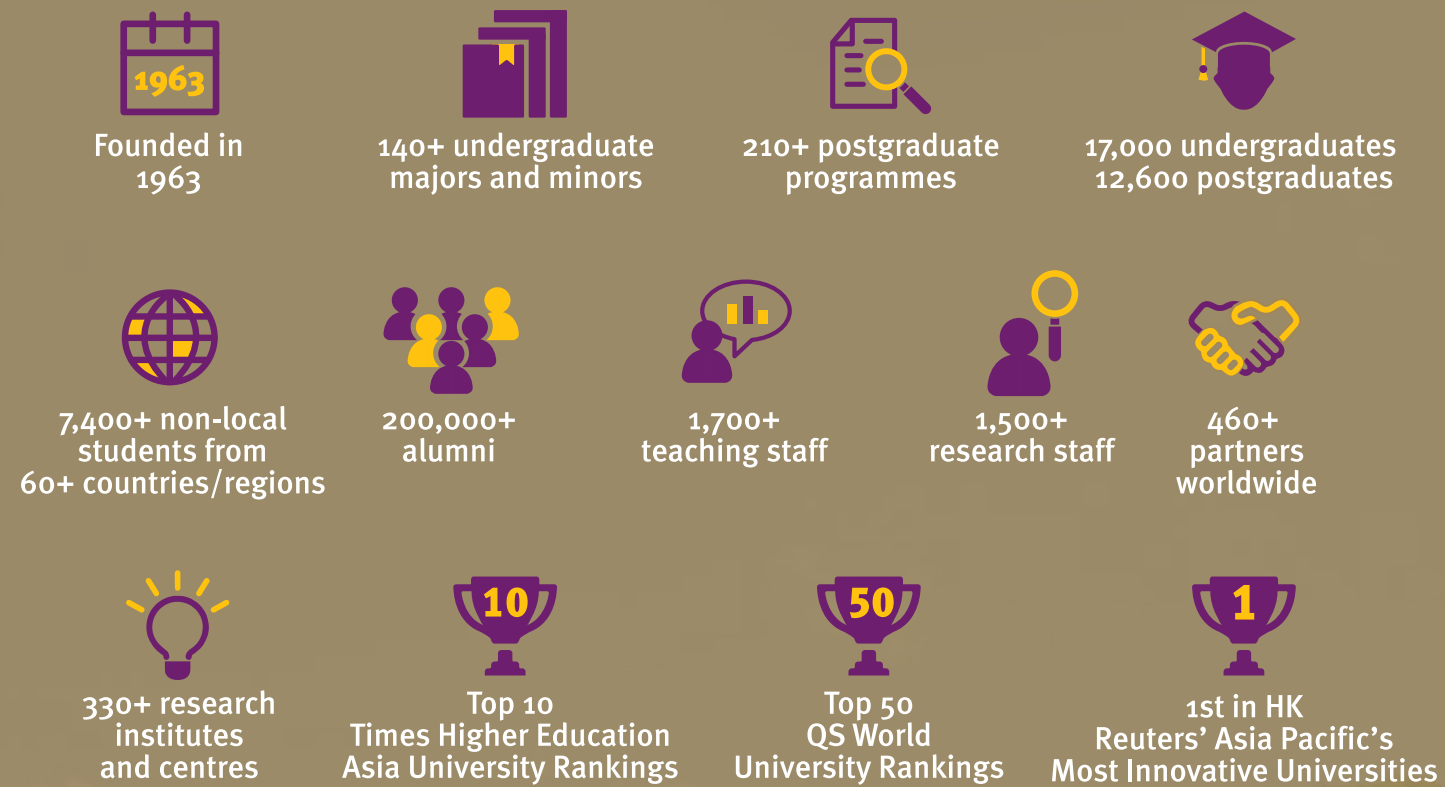 1963
Founded in
1963
140+ undergraduate
majors and minors
210+ postgraduate
programmes
17,000 undergraduates
12,600 postgraduates
7,400+ non-local
students from
60+ countries/regions
200,000+
alumni
1,700+
teaching staff
1,500+
research staff
460+
partners
worldwide
330+ research
institutes
and centres
10
Top 10
Times Higher Education
Asia University Rankings
50
Top 50
QS World
University Rankings
1
1st in HK
Reuters’ Asia Pacific’s
Most Innovative Universities